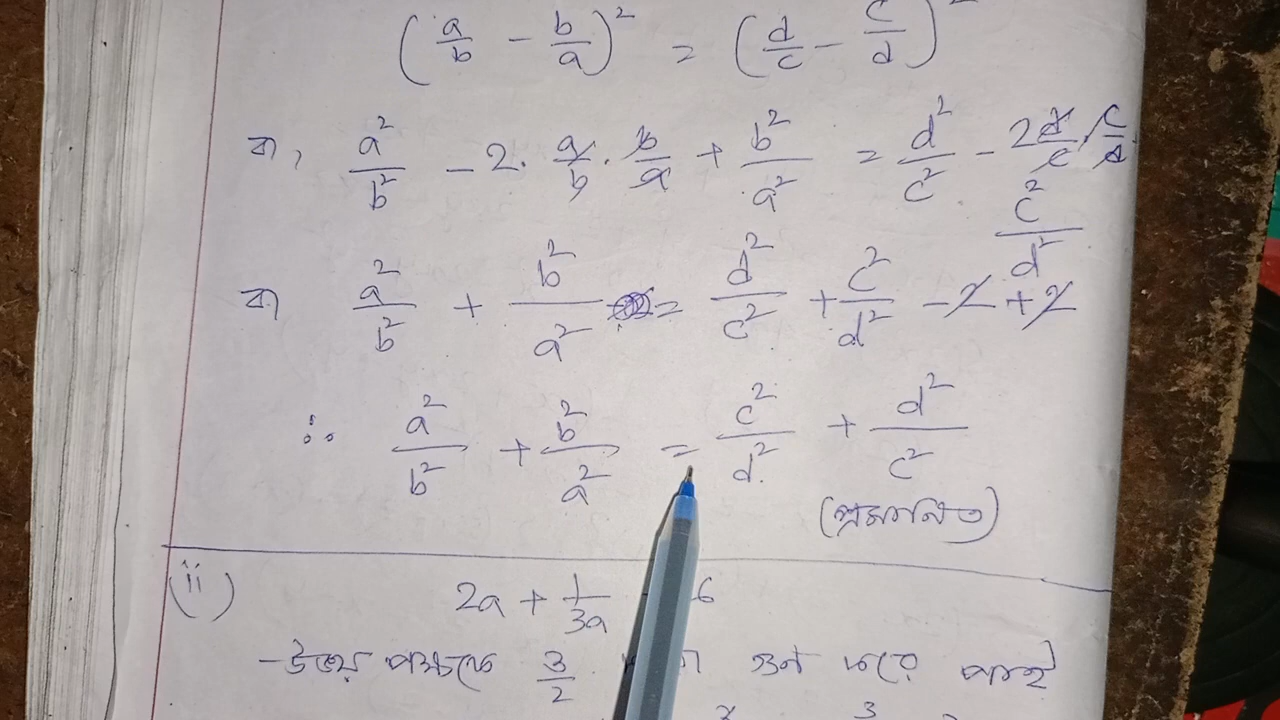 (a/b - b/a)² = (d/c - c/d)²
বা, a²/b² - 2. a/b . b/a + b²/a² = d²/c² - 2 d/c . c/d
c²/d²
বা a²/b² + b²/a² = d²/c² + c²/d² - 2 + 2
∴ a²/b² + b²/a² = c²/d² + d²/c²
(প্রমাণিত)
(ii) 2a + 1/3a 6
উভয় পক্ষকে 3/2 গুন করে পাই
3